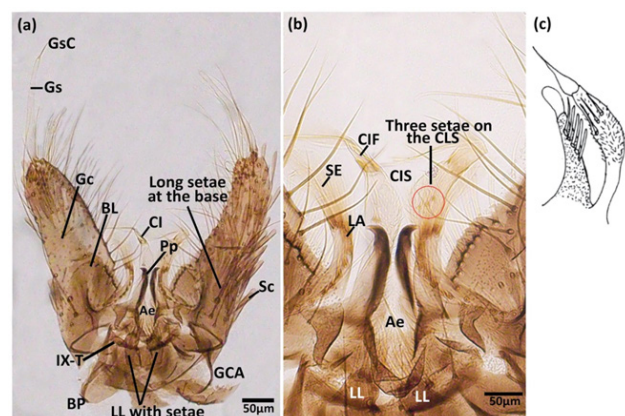 (a)
GsC
Gs
Gc
BL
Long setae
at the base
CI
Pp
Sc
Ae
IX-T
GCA
BP
LL with setae
50µm
(b)
Three setae on
the CLS
CIF
SE
CIS
LA
Ae
LL
LL
50µm
(c)